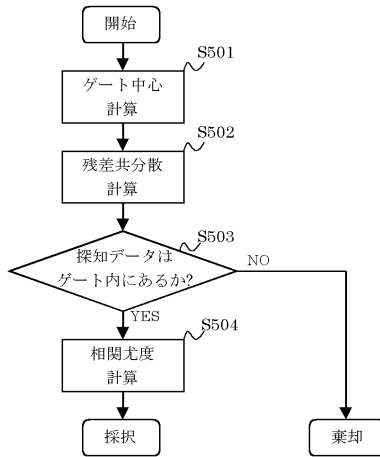 開始
S501
ゲート中心
計算
S502
残差共分散
計算
S503
探知データは
ゲート内にあるか?
NO
YES
S504
相関尤度
計算
採択
棄却